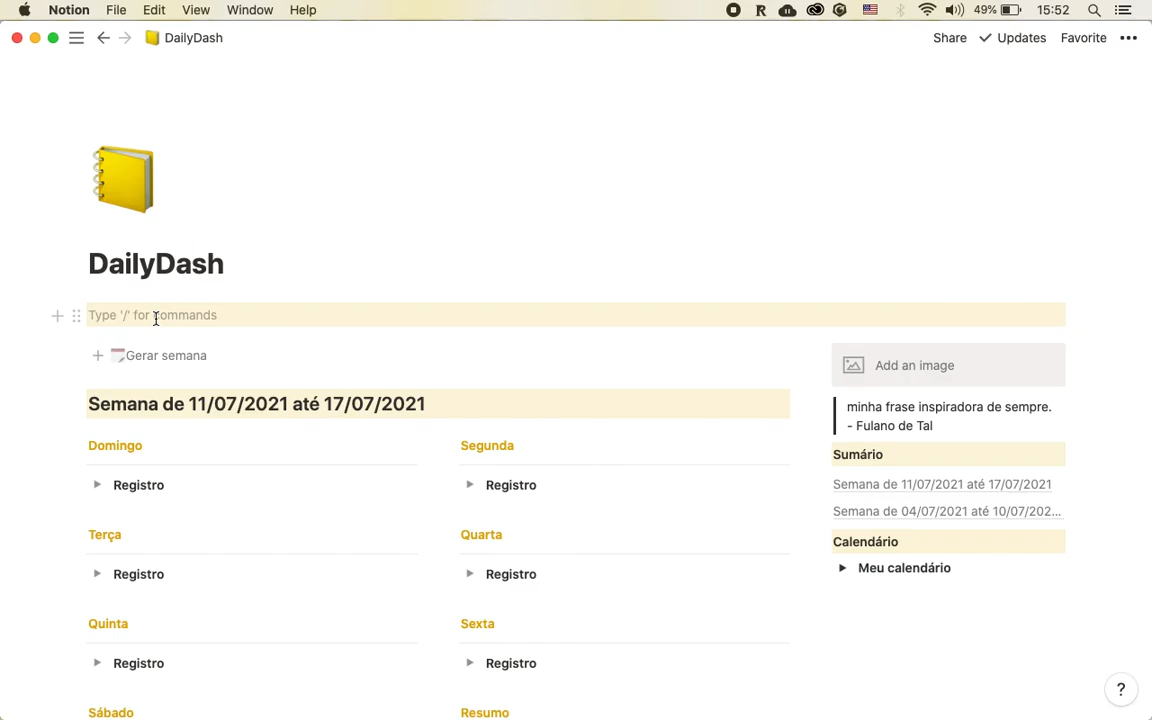 Notion File Edit View Window Help
49% 15:52
DailyDash
Share Updates Favorite
DailyDash
Type '/' for commands
Gerar semana
Add an image
Semana de 11/07/2021 até 17/07/2021
minha frase inspiradora de sempre.
- Fulano de Tal
Domingo
Segunda
Sumário
Registro
Registro
Semana de 11/07/2021 até 17/07/2021
Semana de 04/07/2021 até 10/07/202...
Terça
Quarta
Calendário
Registro
Registro
Meu calendário
Quinta
Sexta
Registro
Registro
Sábado
Resumo
?